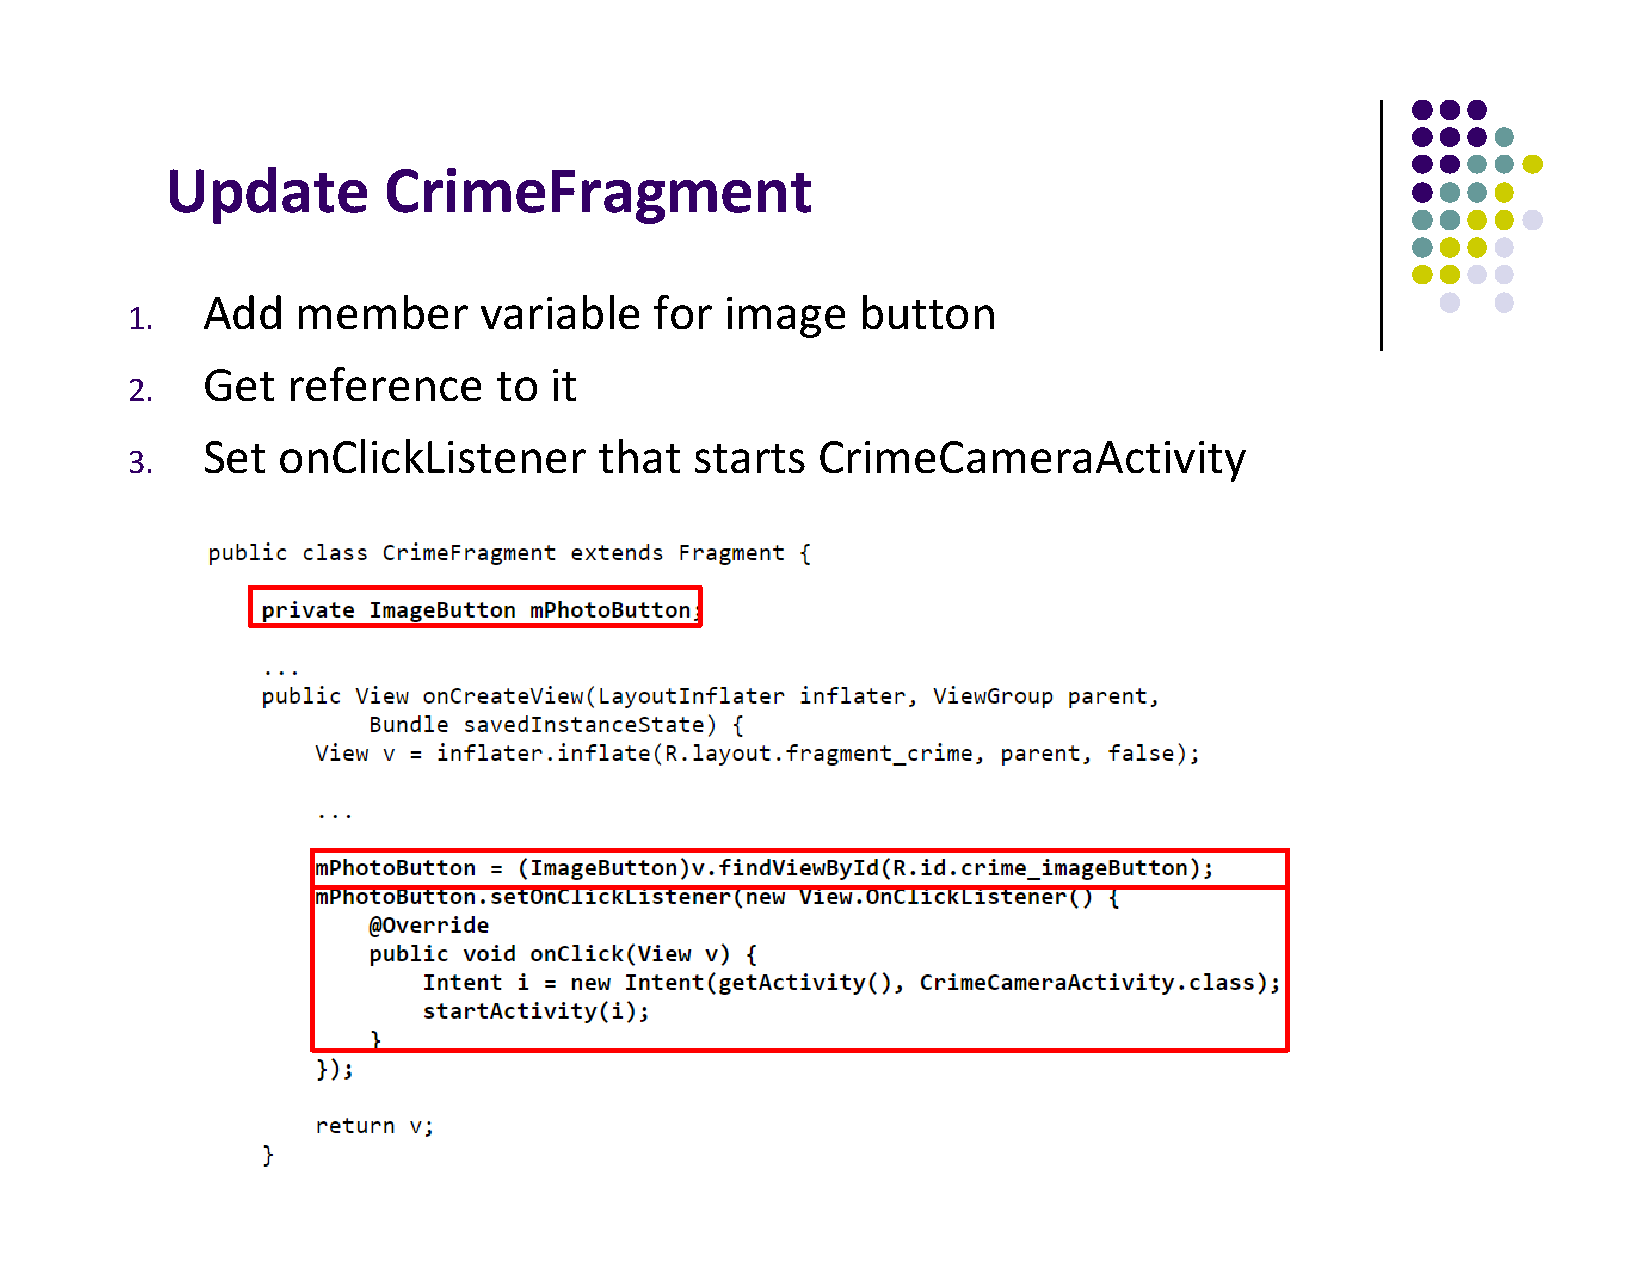 Update CrimeFragment
1. Add member variable for image button
2. Get reference to it
3. Set onClickListener that starts CrimeCameraActivity
public class CrimeFragment extends Fragment {
private ImageButton mPhotoButton;
...
public View onCreateView(LayoutInflater inflater, ViewGroup parent,
Bundle savedInstanceState) {
View v = inflater.inflate(R.layout.fragment_crime, parent, false);
...
mPhotoButton = (ImageButton)v.findViewById(R.id.crime_imageButton);
mPhotoButton.setOnClickListener(new View.OnClickListener() {
@Override
public void onClick(View v) {
Intent i = new Intent(getActivity(), CrimeCameraActivity.class);
startActivity(i);
}
});
return v;
}